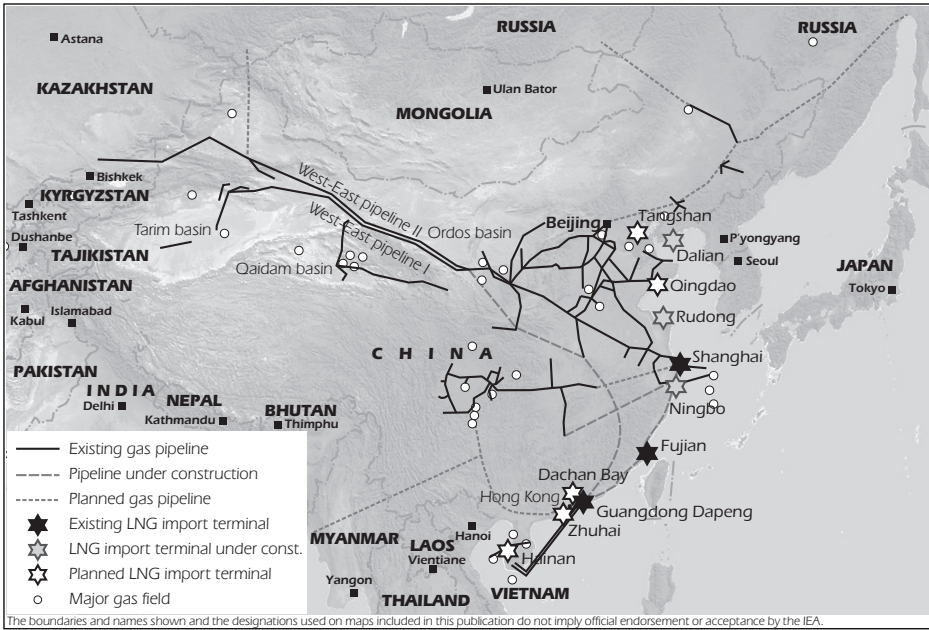 RUSSIA
RUSSIA
Astana
KAZAKHSTAN
Ulan Bator
MONGOLIA
Bishkek
KYRGYZSTAN
Tashkent
West-East pipeline II
West-East pipeline I
Ordos basin
Beijing
Tangshan
Dushanbe
Tarim basin
TAJIKISTAN
Dalian
P'yongyang
Seoul
Qaidam basin
JAPAN
Tokyo
AFGHANISTAN
Kabul
Islamabad
Qingdao
Rudong
CHINA
Shanghai
PAKISTAN
INDIA
Delhi
NEPAL
Kathmandu
BHUTAN
Thimphu
Ningbo
Fujian
Dachan Bay
Hong Kong
Guangdong Dapeng
Zhuhai
Hanoi
MYANMAR
LAOS
Vientiane
Hainan
Yangon
THAILAND
VIETNAM
Existing gas pipeline
Pipeline under construction
Planned gas pipeline
Existing LNG import terminal
LNG import terminal under const.
Planned LNG import terminal
Major gas field
The boundaries and names shown and the designations used on maps included in this publication do not imply official endorsement or acceptance by the IEA.